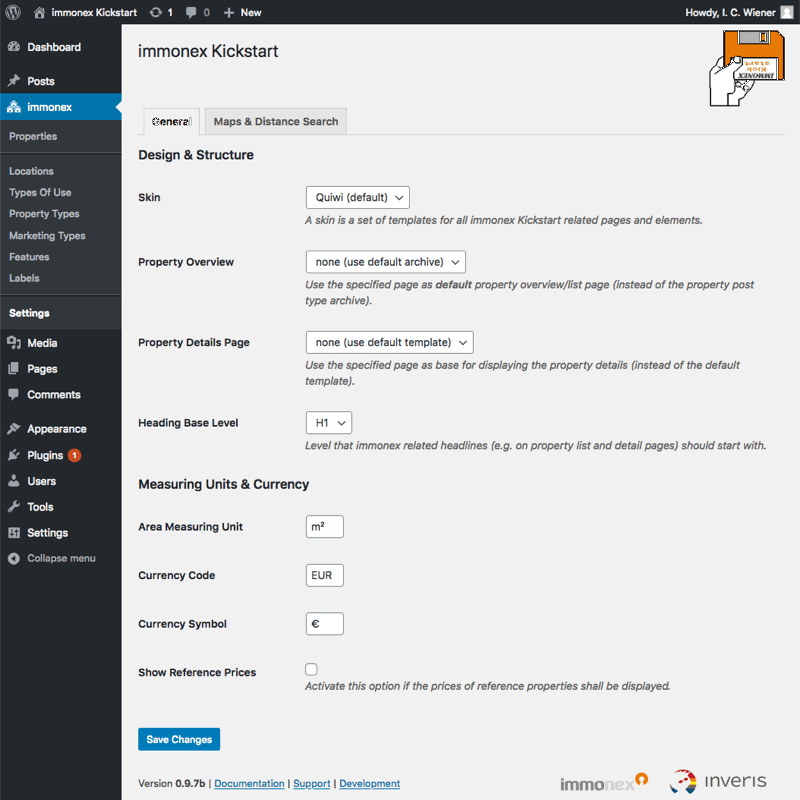 immonex Kickstart 1 0 New Howdy, I. C. Wiener
Dashboard
Posts
immonex
Properties
Locations
Types Of Use
Property Types
Marketing Types
Features
Labels
Settings
Media
Pages
Comments
Appearance
Plugins 1
Users
Tools
Settings
Collapse menu
immonex Kickstart
IMMONEX
KICK
START
General Maps & Distance Search
Design & Structure
Skin Quiwi (default)
A skin is a set of templates for all immonex Kickstart related pages and elements.
Property Overview none (use default archive)
Use the specified page as default property overview/list page (instead of the property post
type archive).
Property Details Page none (use default template)
Use the specified page as base for displaying the property details (instead of the default
template).
Heading Base Level H1
Level that immonex related headlines (e.g. on property list and detail pages) should start with.
Measuring Units & Currency
Area Measuring Unit m²
Currency Code EUR
Currency Symbol €
Show Reference Prices
Activate this option if the prices of reference properties shall be displayed.
Save Changes
Version 0.9.7b | Documentation | Support | Development immonex inveris